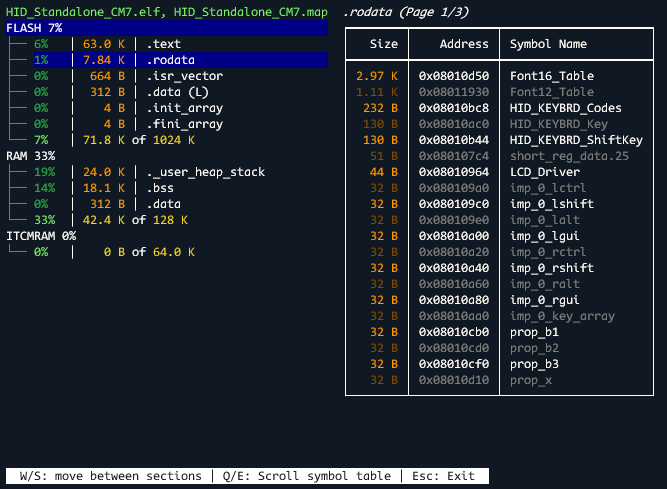 HID_Standalone_CM7.elf, HID_Standalone_CM7.map
FLASH 7%
6% | 63.0 K | .text
1% | 7.84 K | .rodata
0% | 664 B | .isr_vector
0% | 312 B | .data (L)
0% | 4 B | .init_array
0% | 4 B | .fini_array
7% | 71.8 K of 1024 K
RAM 33%
19% | 24.0 K | ._user_heap_stack
14% | 18.1 K | .bss
0% | 312 B | .data
33% | 42.4 K of 128 K
ITCMRAM 0%
0% | 0 B of 64.0 K
.rodata (Page 1/3)
Size | Address | Symbol Name
2.97 K | 0x08010d50 | Font16_Table
1.11 K | 0x08011930 | Font12_Table
232 B | 0x08010bc8 | HID_KEYBRD_Codes
130 B | 0x08010ac0 | HID_KEYBRD_Key
130 B | 0x08010b44 | HID_KEYBRD_ShiftKey
51 B | 0x080107c4 | short_reg_data.25
44 B | 0x08010964 | LCD_Driver
32 B | 0x080109a0 | imp_0_lctrl
32 B | 0x080109c0 | imp_0_lshift
32 B | 0x080109e0 | imp_0_lalt
32 B | 0x08010a00 | imp_0_lgui
32 B | 0x08010a20 | imp_0_rctrl
32 B | 0x08010a40 | imp_0_rshift
32 B | 0x08010a60 | imp_0_ralt
32 B | 0x08010a80 | imp_0_rgui
32 B | 0x08010aa0 | imp_0_key_array
32 B | 0x08010cb0 | prop_b1
32 B | 0x08010cd0 | prop_b2
32 B | 0x08010cf0 | prop_b3
32 B | 0x08010d10 | prop_x
W/S: move between sections | Q/E: Scroll symbol table | Esc: Exit